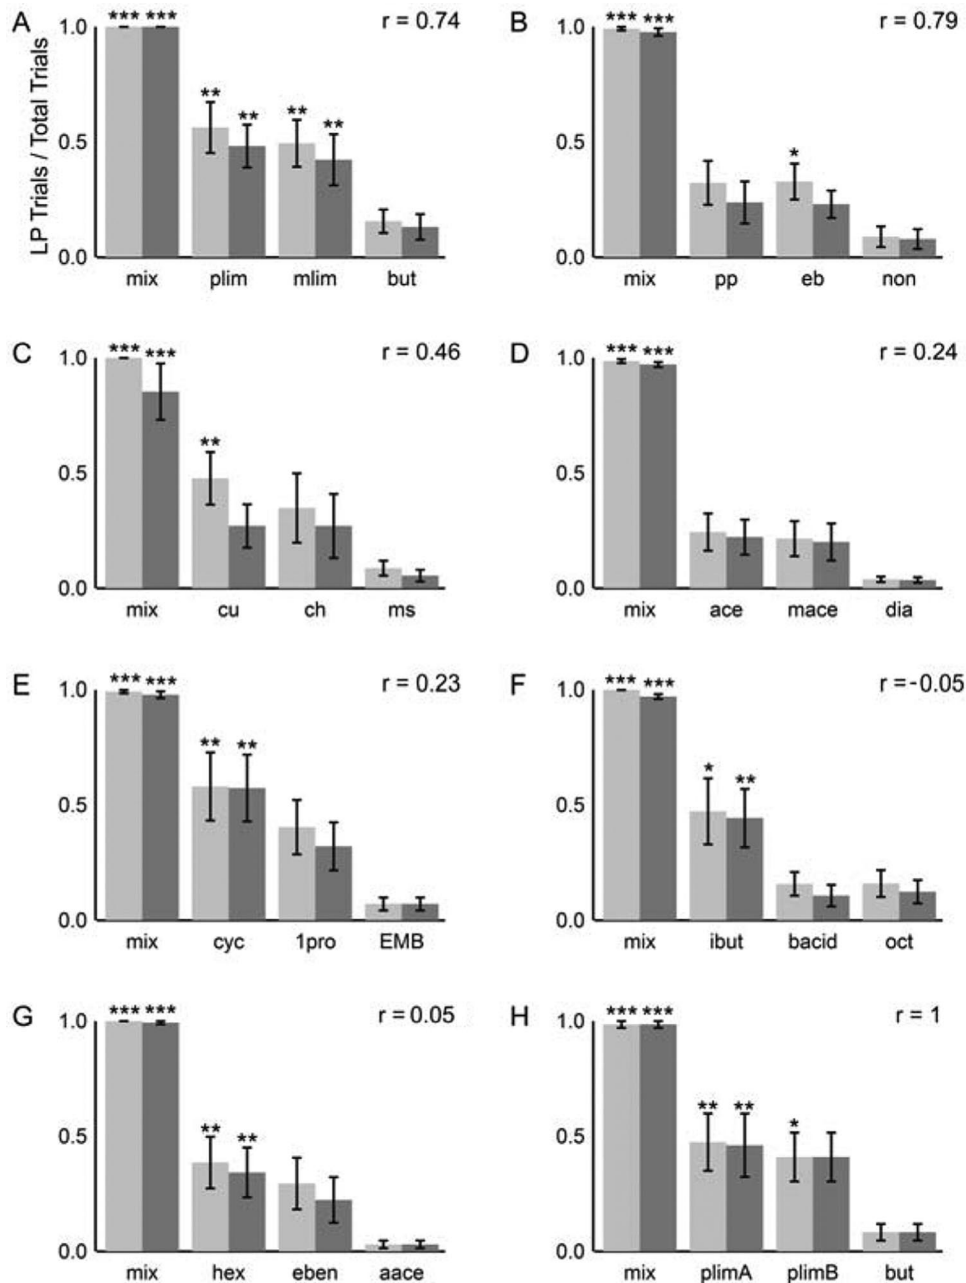 A
*** ***
r = 0.74
LP Trials / Total Trials
1.0
0.5
0.0
** ** ** **
mix plim mlim but
B
*** ***
r = 0.79
1.0
0.5
0.0
*
mix pp eb non
C
*** ***
r = 0.46
1.0
0.5
0.0
**
mix cu ch ms
D
*** ***
r = 0.24
1.0
0.5
0.0
mix ace mace dia
E
*** ***
r = 0.23
1.0
0.5
0.0
** **
mix cyc 1pro EMB
F
*** ***
r = -0.05
1.0
0.5
0.0
* **
mix ibut bacid oct
G
*** ***
r = 0.05
1.0
0.5
0.0
** **
mix hex eben aace
H
*** ***
r = 1
1.0
0.5
0.0
** ** *
mix plimA plimB but